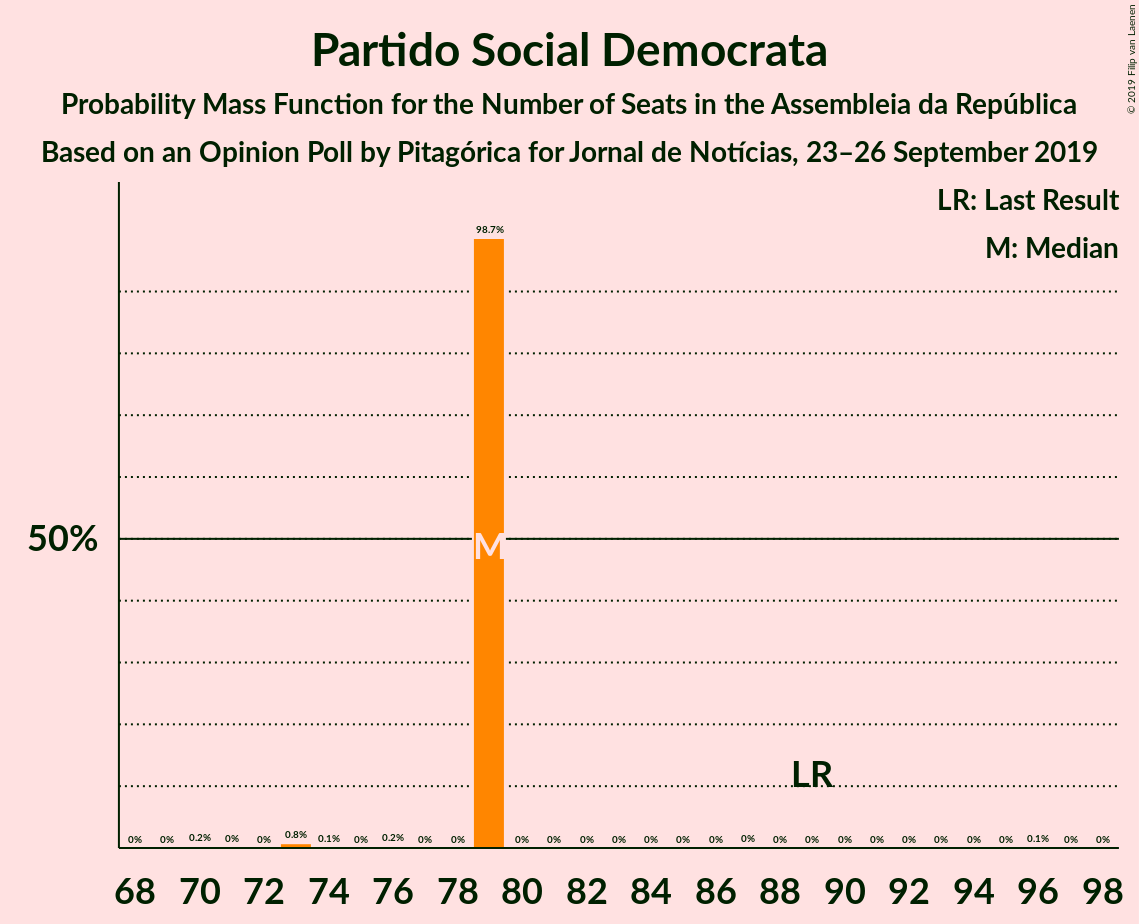 Partido Social Democrata
Probability Mass Function for the Number of Seats in the Assembleia da República
Based on an Opinion Poll by Pitagórica for Jornal de Notícias, 23–26 September 2019
© 2019 Filip van Laenen
LR: Last Result
M: Median
98.7%
50%
M
LR
0% 0% 0.2% 0% 0% 0.8% 0.1% 0% 0.2% 0% 0% 0% 0% 0% 0% 0% 0% 0% 0% 0% 0% 0% 0% 0% 0% 0% 0% 0.1% 0% 0%
68 70 72 74 76 78 80 82 84 86 88 90 92 94 96 98